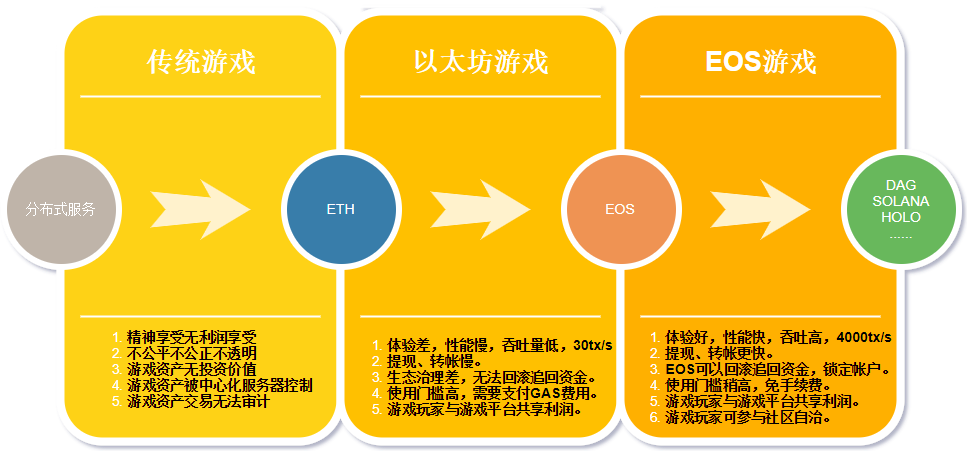 传统游戏
以太坊游戏
EOS游戏
分布式服务
ETH
EOS
DAG
SOLANA
HOLO
......
1. 精神享受无利润享受
2. 不公平不公正不透明
3. 游戏资产无投资价值
4. 游戏资产被中心化服务器控制
5. 游戏资产交易无法审计
1. 体验差，性能慢，吞吐量低，30tx/s
2. 提现、转帐慢。
3. 生态治理差，无法回滚追回资金。
4. 使用门槛高，需要支付GAS费用。
5. 游戏玩家与游戏平台共享利润。
1. 体验好，性能快，吞吐高，4000tx/s
2. 提现、转帐更快。
3. EOS可以回滚追回资金，锁定帐户。
4. 使用门槛稍高，免手续费。
5. 游戏玩家与游戏平台共享利润。
6. 游戏玩家可参与社区自治。